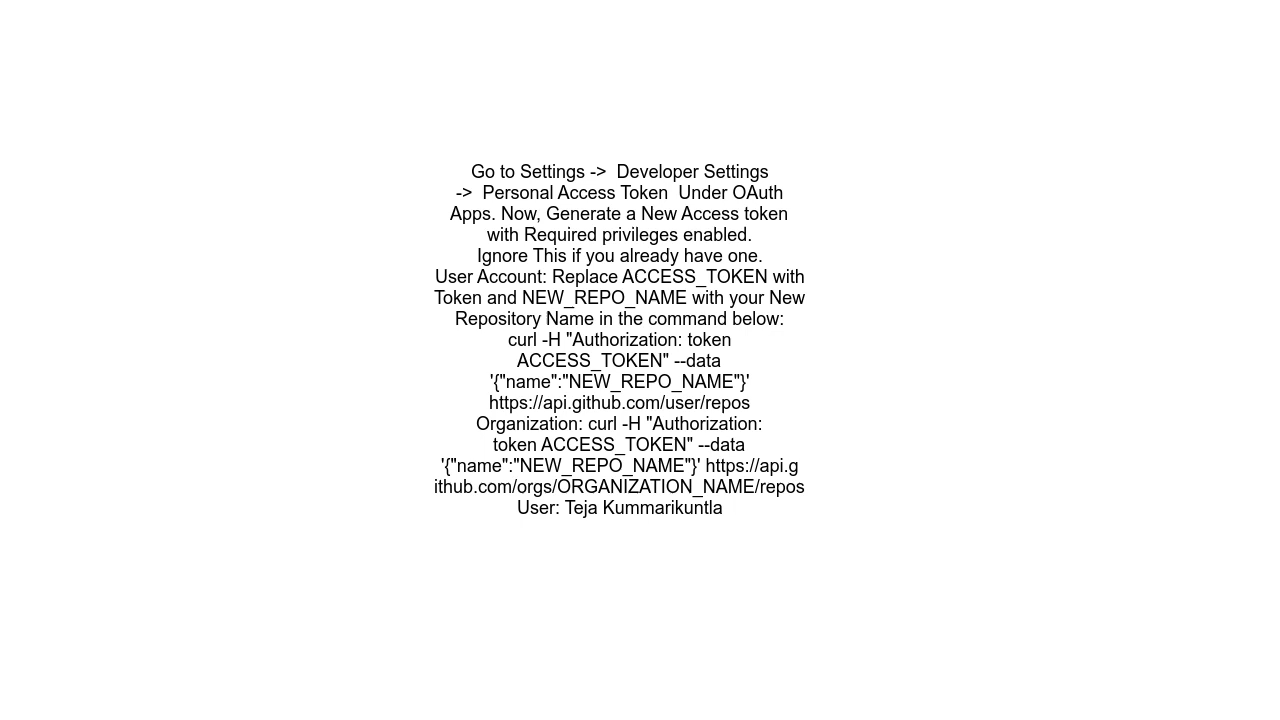 Go to Settings ->  Developer Settings
->  Personal Access Token  Under OAuth
Apps. Now, Generate a New Access token
with Required privileges enabled.
Ignore This if you already have one.
User Account: Replace ACCESS_TOKEN with
Token and NEW_REPO_NAME with your New
Repository Name in the command below:
curl -H "Authorization: token
ACCESS_TOKEN" --data
'{"name":"NEW_REPO_NAME"}'
https://api.github.com/user/repos
Organization: curl -H "Authorization:
token ACCESS_TOKEN" --data
'{"name":"NEW_REPO_NAME"}' https://api.g
ithub.com/orgs/ORGANIZATION_NAME/repos
User: Teja Kummarikuntla